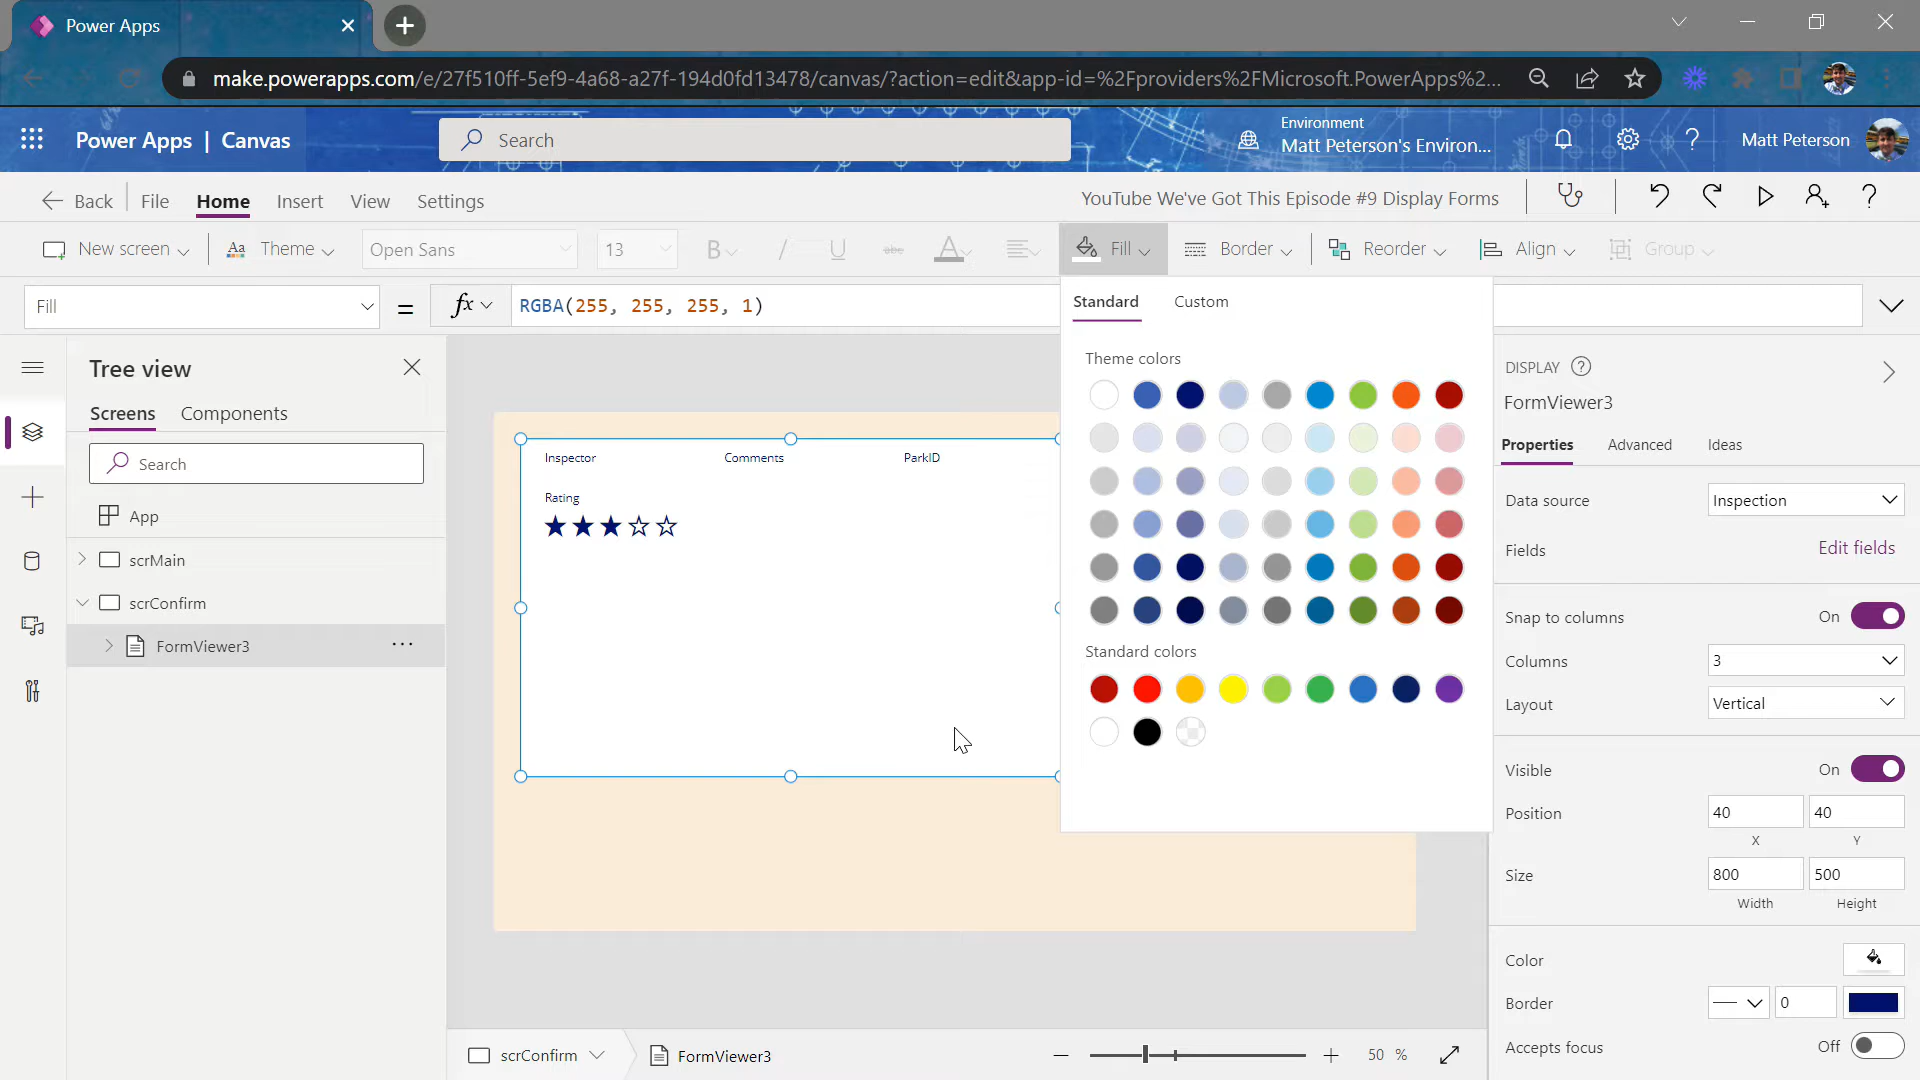 Power Apps
make.powerapps.com/e/27f510ff-5ef9-4a68-a27f-194d0fd13478/canvas/?action=edit&app-id=%2Fproviders%2FMicrosoft.PowerApps%2...
Power Apps | Canvas
Search
Environment
Matt Peterson's Environ...
Matt Peterson
Back
File
Home
Insert
View
Settings
YouTube We've Got This Episode #9 Display Forms
New screen
Theme
Open Sans
13
B
I
U
abc
A
Fill
Border
Reorder
Align
Group
Fill
=
fx
RGBA(255, 255, 255, 1)
Tree view
Screens
Components
Search
App
scrMain
scrConfirm
FormViewer3
Inspector
Comments
ParkID
Rating
Standard
Custom
Theme colors
Standard colors
DISPLAY
FormViewer3
Properties
Advanced
Ideas
Data source
Inspection
Fields
Edit fields
Snap to columns
On
Columns
3
Layout
Vertical
Visible
On
Position
40
40
X
Y
Size
800
500
Width
Height
Color
Border
0
Accepts focus
Off
scrConfirm
FormViewer3
50 %